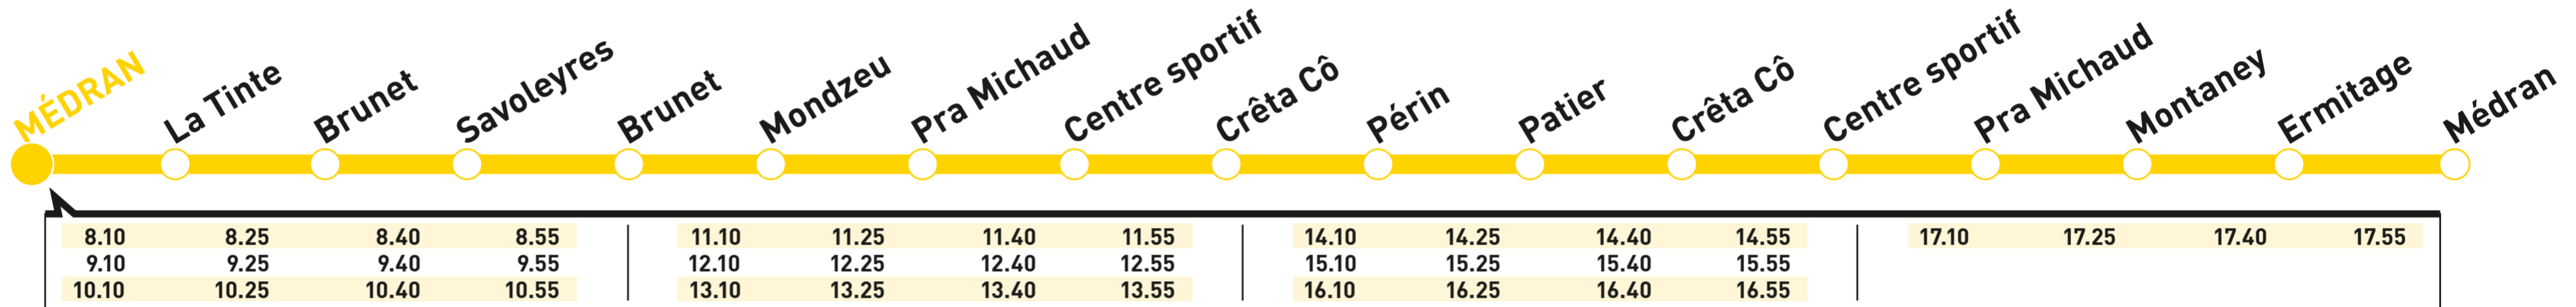 MÉDRAN
La Tinte
Brunet
Savoleyres
Brunet
Mondzeu
Pra Michaud
Centre sportif
Crêta Cô
Périn
Patier
Crêta Cô
Centre sportif
Pra Michaud
Montaney
Ermitage
Médran
8.10 8.25 8.40 8.55 11.10 11.25 11.40 11.55 14.10 14.25 14.40 14.55 17.10 17.25 17.40 17.55
9.10 9.25 9.40 9.55 12.10 12.25 12.40 12.55 15.10 15.25 15.40 15.55
10.10 10.25 10.40 10.55 13.10 13.25 13.40 13.55 16.10 16.25 16.40 16.55